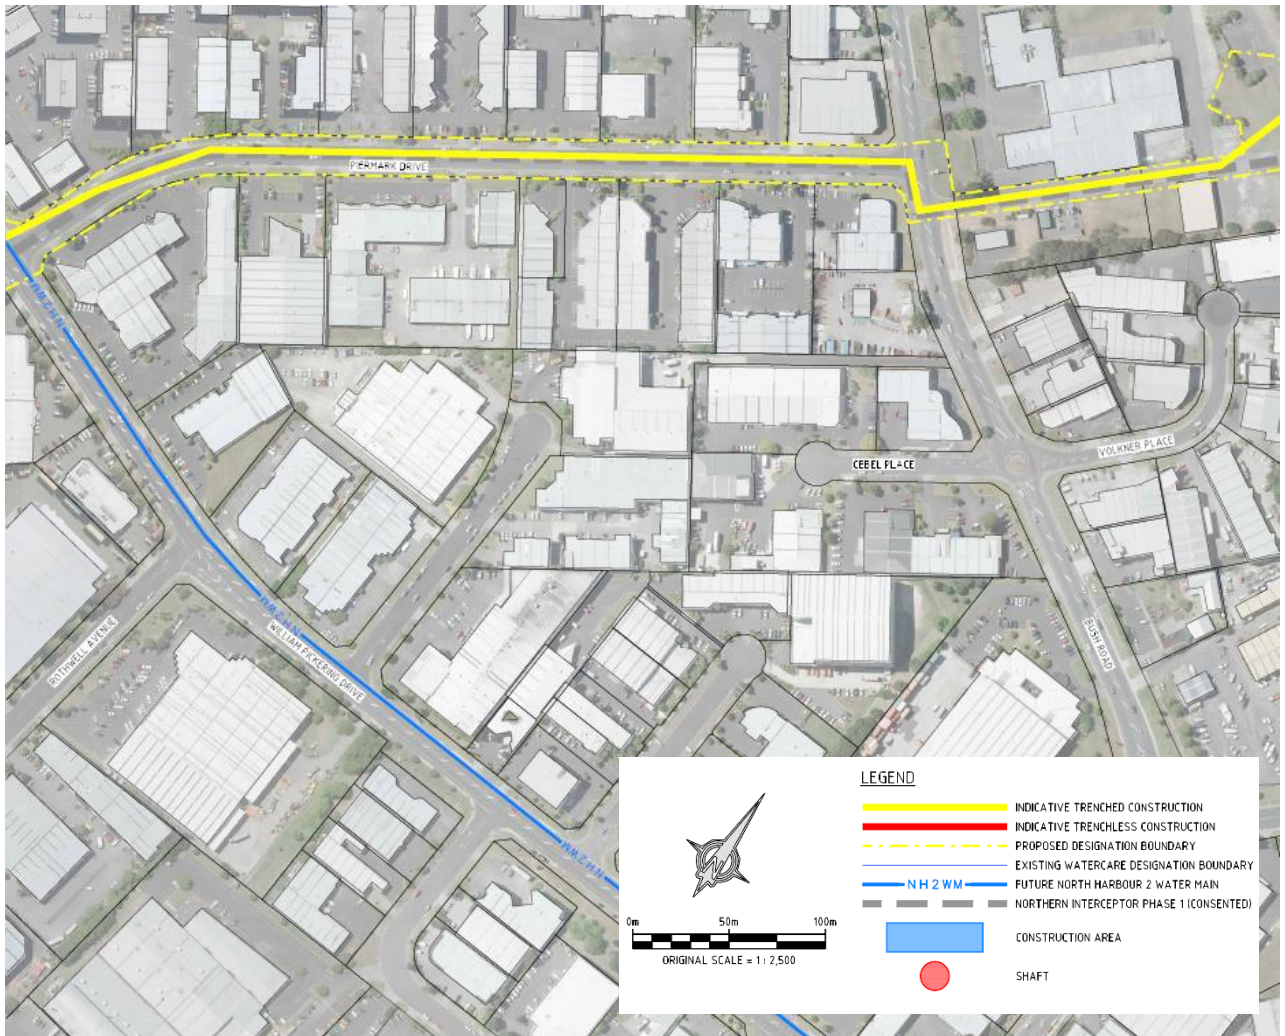 PIERMARK DRIVE
NH2WM
CEBEL PLACE
VOLKNER PLACE
NH2WM
WILLIAM PICKERING DRIVE
ROTHWELL AVENUE
BUSH ROAD
NH2WM
LEGEND
INDICATIVE TRENCHED CONSTRUCTION
INDICATIVE TRENCHLESS CONSTRUCTION
PROPOSED DESIGNATION BOUNDARY
EXISTING WATERCARE DESIGNATION BOUNDARY
NH2WM FUTURE NORTH HARBOUR 2 WATER MAIN
NORTHERN INTERCEPTOR PHASE 1 (CONSENTED)
CONSTRUCTION AREA
SHAFT
N
0m 50m 100m
ORIGINAL SCALE = 1:2,500